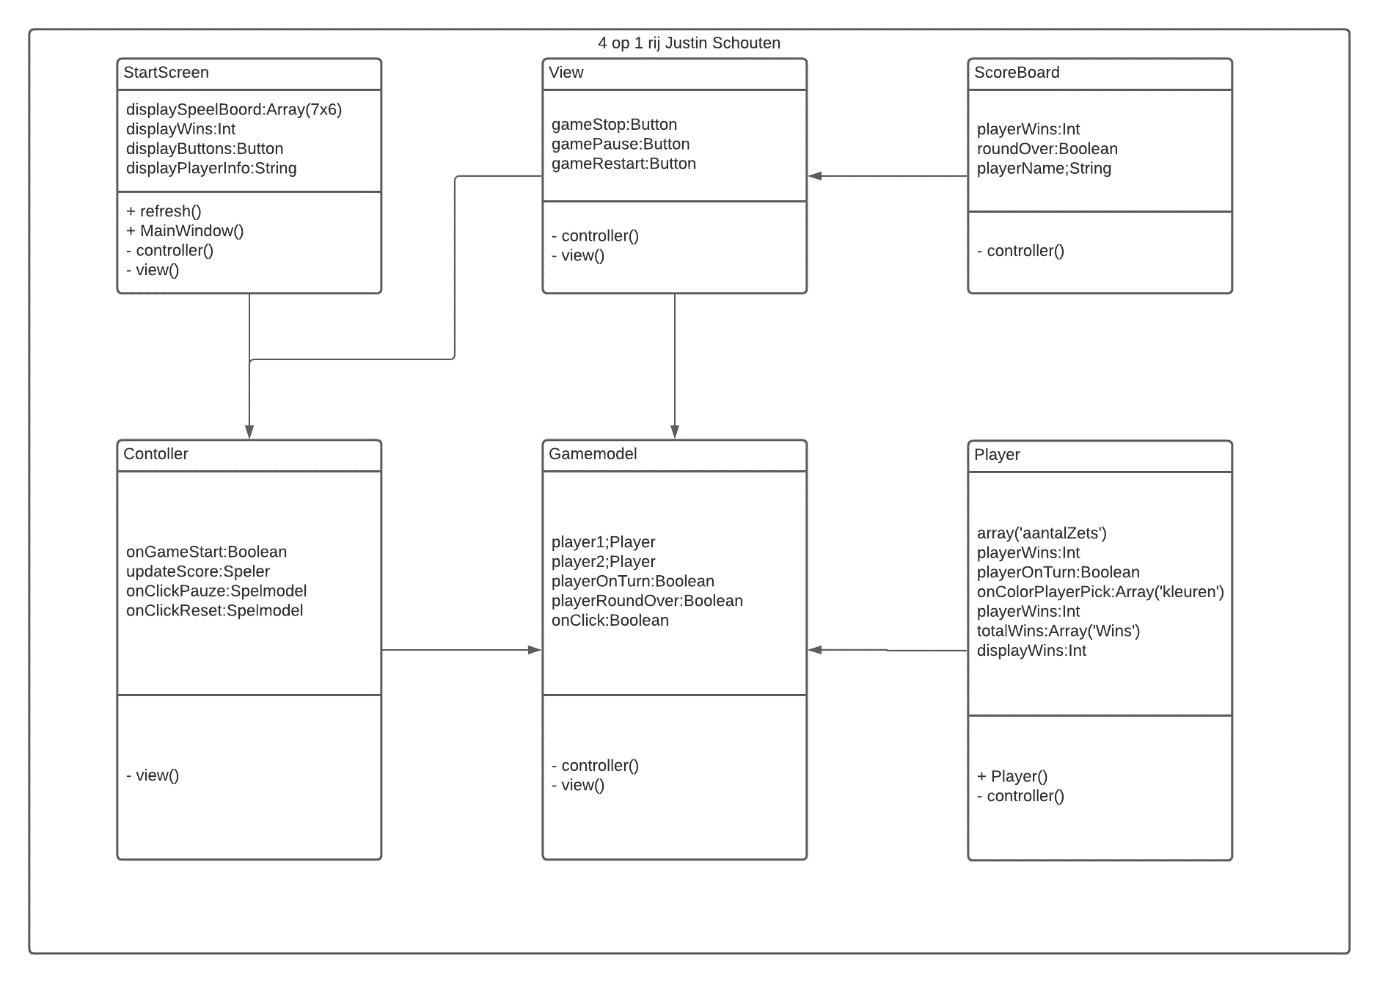 4 op 1 rij Justin Schouten
StartScreen
displaySpeelBoord:Array(7x6)
displayWins:Int
displayButtons:Button
displayPlayerInfo:String
+ refresh()
+ MainWindow()
- controller()
- view()
View
gameStop:Button
gamePause:Button
gameRestart:Button
- controller()
- view()
ScoreBoard
playerWins:Int
roundOver:Boolean
playerName;String
- controller()
Contoller
onGameStart:Boolean
updateScore:Speler
onClickPauze:Spelmodel
onClickReset:Spelmodel
- view()
Gamemodel
player1;Player
player2;Player
playerOnTurn:Boolean
playerRoundOver:Boolean
onClick:Boolean
- controller()
- view()
Player
array('aantalZets')
playerWins:Int
playerOnTurn:Boolean
onColorPlayerPick:Array('kleuren')
playerWins:Int
totalWins:Array('Wins')
displayWins:Int
+ Player()
- controller()